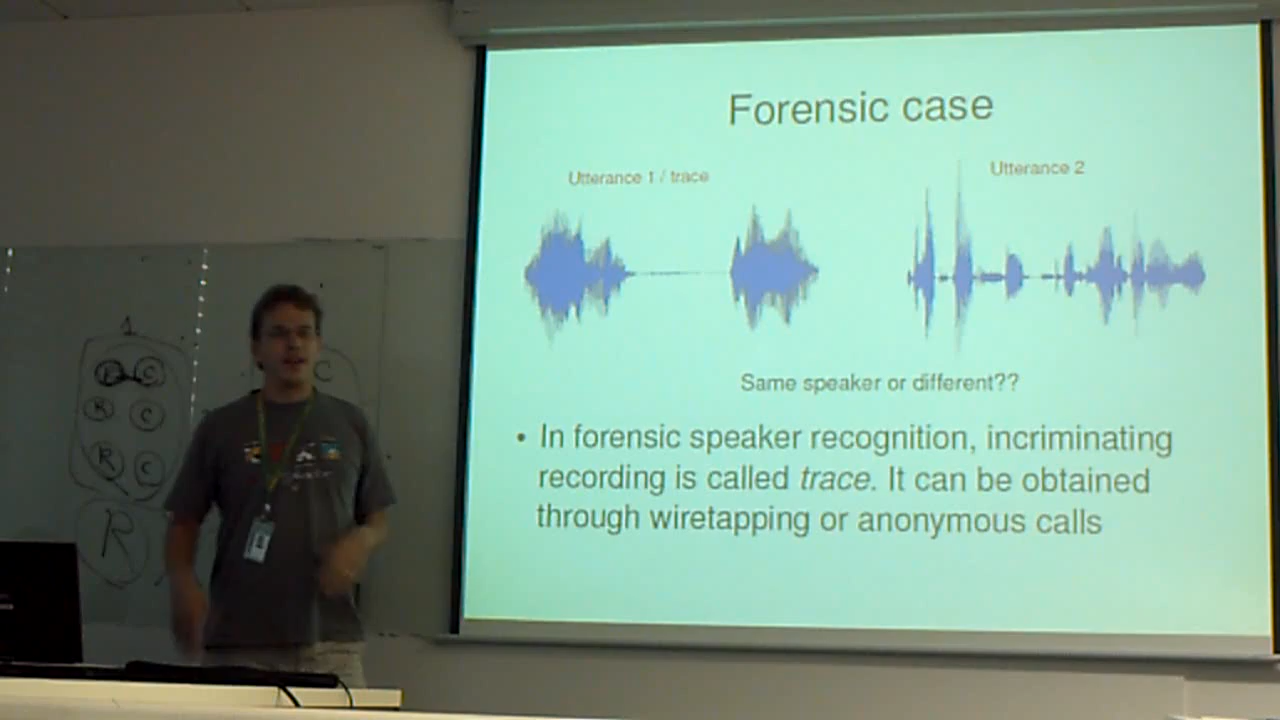 Forensic case
Utterance 1 / trace
Utterance 2
Same speaker or different??
• In forensic speaker recognition, incriminating
recording is called trace. It can be obtained
through wiretapping or anonymous calls
1
C
C
R C
R C
R